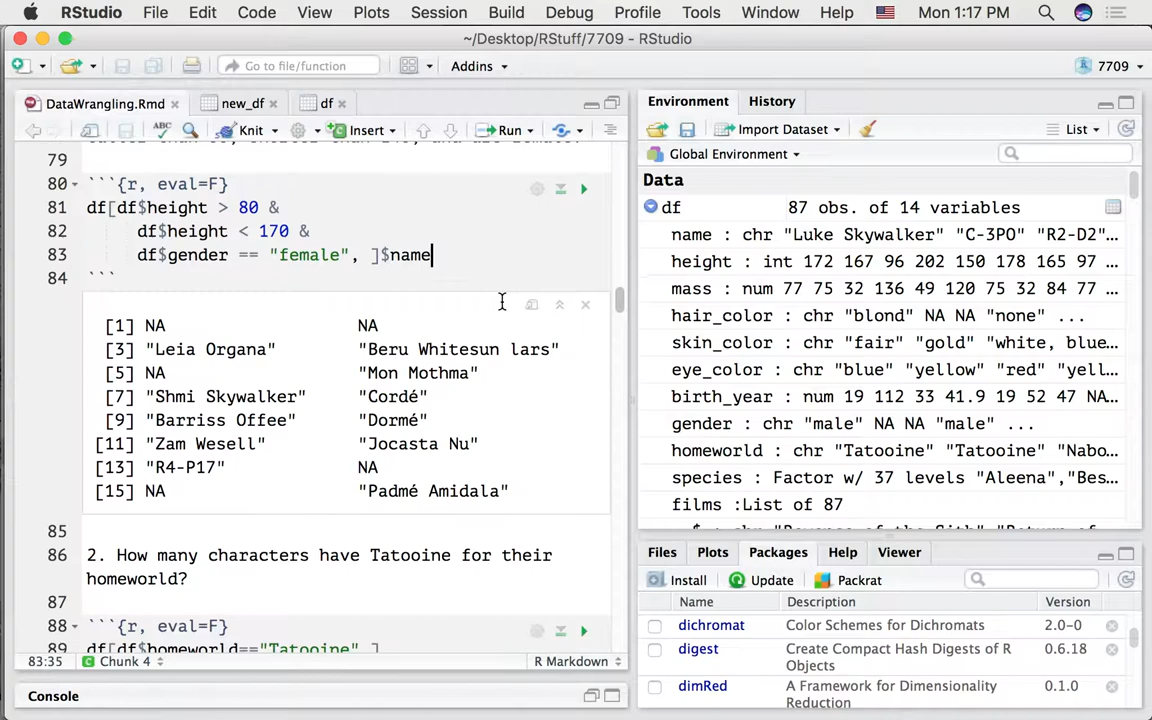 RStudio File Edit Code View Plots Session Build Debug Profile Tools Window Help Mon 1:17 PM
~/Desktop/RStuff/7709 - RStudio
Go to file/function Addins 7709
DataWrangling.Rmd new_df df
ABC Knit Insert Run
79
80 ```{r, eval=F}
81 df[df$height > 80 &
82 df$height < 170 &
83 df$gender == "female", ]$name
84 ```
[1] NA NA
[3] "Leia Organa" "Beru Whitesun lars"
[5] NA "Mon Mothma"
[7] "Shmi Skywalker" "Cordé"
[9] "Barriss Offee" "Dormé"
[11] "Zam Wesell" "Jocasta Nu"
[13] "R4-P17" NA
[15] NA "Padmé Amidala"
85
86 2. How many characters have Tatooine for their
homeworld?
87
88 ```{r, eval=F}
89 df[df$homeworld=="Tatooine",]
83:35 Chunk 4 R Markdown
Console
Environment History
Import Dataset List
Global Environment
Data
df 87 obs. of 14 variables
name : chr "Luke Skywalker" "C-3PO" "R2-D2"…
height : int 172 167 96 202 150 178 165 97 …
mass : num 77 75 32 136 49 120 75 32 84 77 …
hair_color : chr "blond" NA NA "none" ...
skin_color : chr "fair" "gold" "white, blue…
eye_color : chr "blue" "yellow" "red" "yell…
birth_year : num 19 112 33 41.9 19 52 47 NA…
gender : chr "male" NA NA "male" ...
homeworld : chr "Tatooine" "Tatooine" "Nabo…
species : Factor w/ 37 levels "Aleena","Bes…
films :List of 87
Files Plots Packages Help Viewer
Install Update Packrat
Name Description Version
dichromat Color Schemes for Dichromats 2.0-0
digest Create Compact Hash Digests of R 0.6.18
Objects
dimRed A Framework for Dimensionality 0.1.0
Reduction